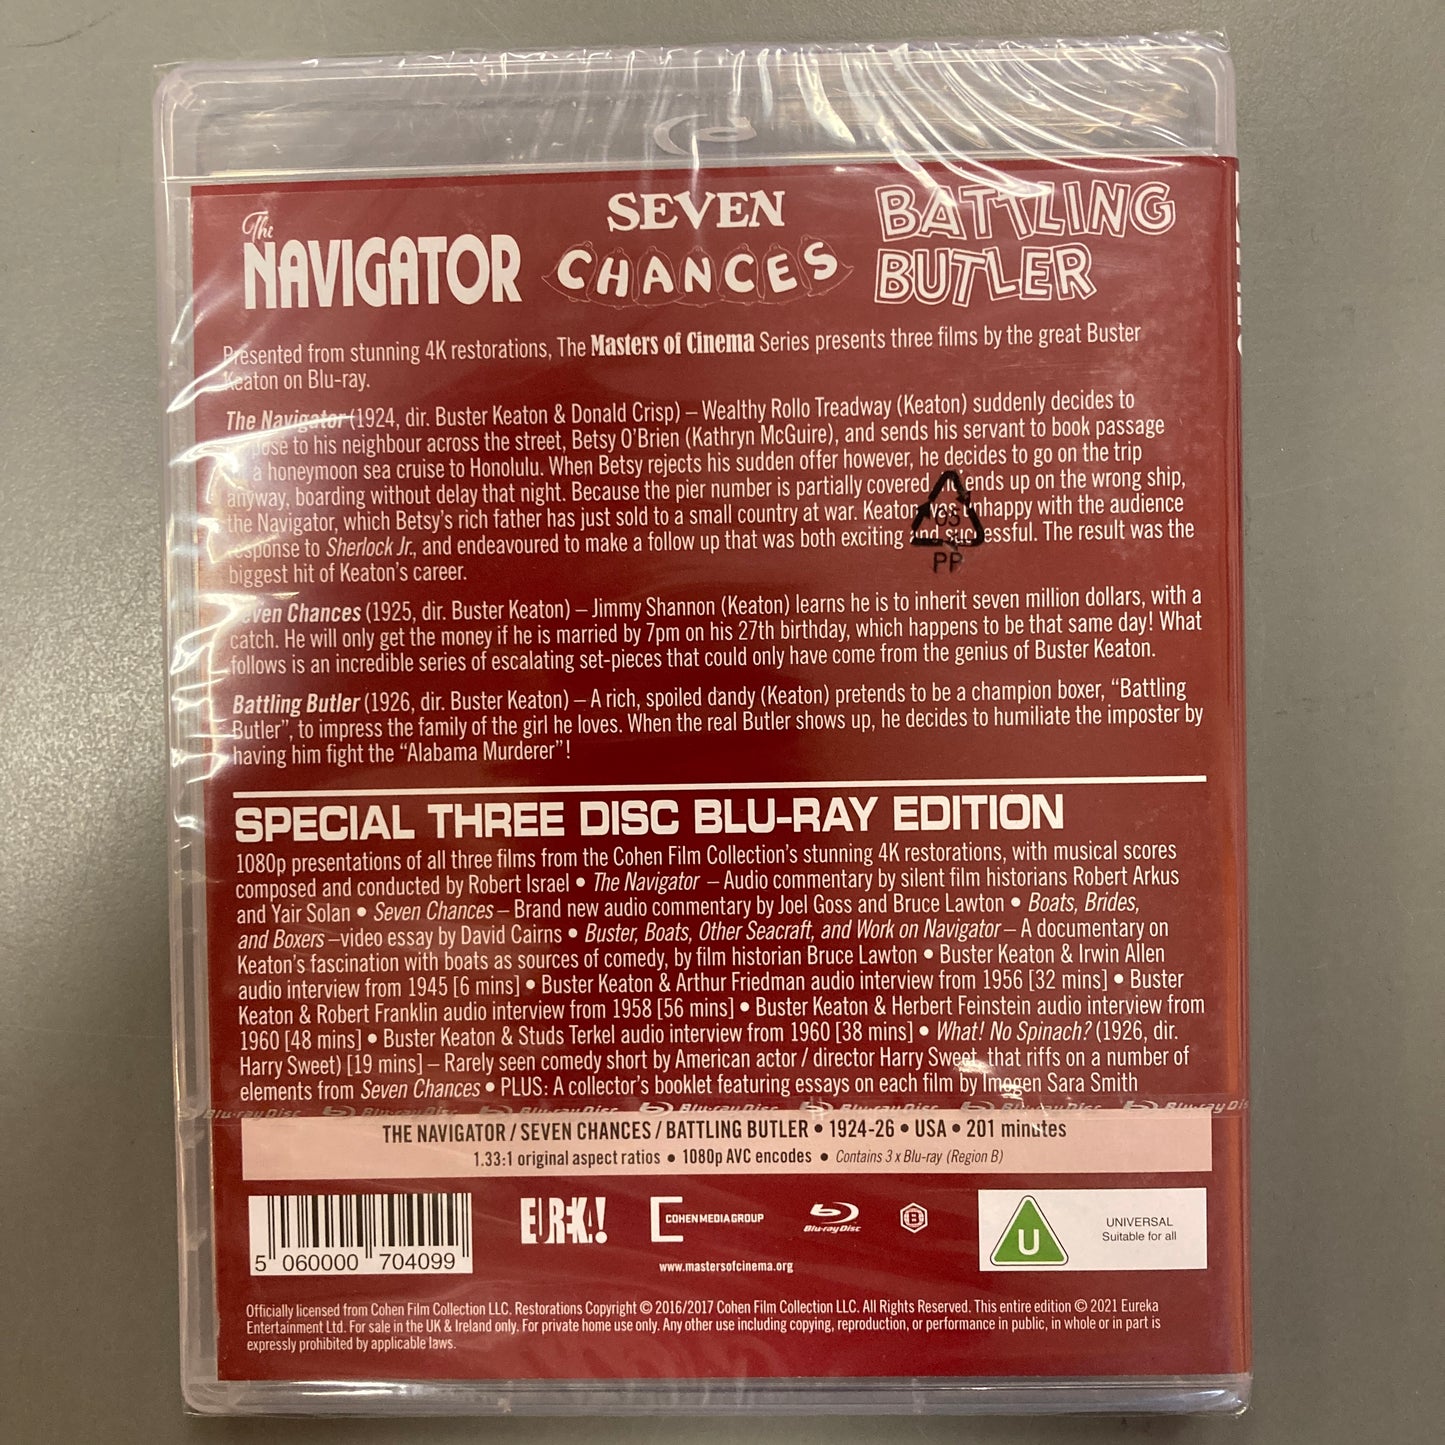 The NAVIGATOR
SEVEN CHANCES
BATTLING BUTLER
Presented from stunning 4K restorations, The Masters of Cinema Series presents three films by the great Buster
Keaton on Blu-ray.
The Navigator (1924, dir. Buster Keaton & Donald Crisp) – Wealthy Rollo Treadway (Keaton) suddenly decides to
to his neighbour across the street, Betsy O'Brien (Kathryn McGuire), and sends his servant to book passage
a honeymoon sea cruise to Honolulu. When Betsy rejects his sudden offer however, he decides to go on the trip
anyway, boarding without delay that night. Because the pier number is partially covered ends up on the wrong ship,
the Navigator, which Betsy's rich father has just sold to a small country at war. Keaton was unhappy with the audience
response to Sherlock Jr., and endeavoured to make a follow up that was both exciting and successful. The result was the
biggest hit of Keaton's career.
Seven Chances (1925, dir. Buster Keaton) – Jimmy Shannon (Keaton) learns he is to inherit seven million dollars, with a
catch. He will only get the money if he is married by 7pm on his 27th birthday, which happens to be that same day! What
follows is an incredible series of escalating set-pieces that could only have come from the genius of Buster Keaton.
Battling Butler (1926, dir. Buster Keaton) – A rich, spoiled dandy (Keaton) pretends to be a champion boxer, "Battling
Butler", to impress the family of the girl he loves. When the real Butler shows up, he decides to humiliate the imposter by
having him fight the "Alabama Murderer"!
05
PP
SPECIAL THREE DISC BLU-RAY EDITION
1080p presentations of all three films from the Cohen Film Collection's stunning 4K restorations, with musical scores
composed and conducted by Robert Israel • The Navigator – Audio commentary by silent film historians Robert Arkus
and Yair Solan • Seven Chances – Brand new audio commentary by Joel Goss and Bruce Lawton • Boats, Brides,
and Boxers –video essay by David Cairns • Buster, Boats, Other Seacraft, and Work on Navigator – A documentary on
Keaton's fascination with boats as sources of comedy, by film historian Bruce Lawton • Buster Keaton & Irwin Allen
audio interview from 1945 [6 mins] • Buster Keaton & Arthur Friedman audio interview from 1956 [32 mins] • Buster
Keaton & Robert Franklin audio interview from 1958 [56 mins] • Buster Keaton & Herbert Feinstein audio interview from
1960 [48 mins] • Buster Keaton & Studs Terkel audio interview from 1960 [38 mins] • What! No Spinach? (1926, dir.
Harry Sweet) [19 mins] – Rarely seen comedy short by American actor / director Harry Sweet, that riffs on a number of
elements from Seven Chances • PLUS: A collector's booklet featuring essays on each film by Imogen Sara Smith
Blu-ray Disc Blu-ray Disc Blu-ray Disc Blu-ray Disc Blu-ray Disc Blu-ray Disc Blu-ray Disc
THE NAVIGATOR / SEVEN CHANCES / BATTLING BUTLER • 1924-26 • USA • 201 minutes
1.33:1 original aspect ratios • 1080p AVC encodes • Contains 3 x Blu-ray (Region B)
5 060000 704099
EUREKA!
COHEN MEDIA GROUP
Blu-ray Disc
B
U
UNIVERSAL
Suitable for all
www.mastersofcinema.org
Officially licensed from Cohen Film Collection LLC. Restorations Copyright © 2016/2017 Cohen Film Collection LLC. All Rights Reserved. This entire edition © 2021 Eureka
Entertainment Ltd. For sale in the UK & Ireland only. For private home use only. Any other use including copying, reproduction, or performance in public, in whole or in part is
expressly prohibited by applicable laws.